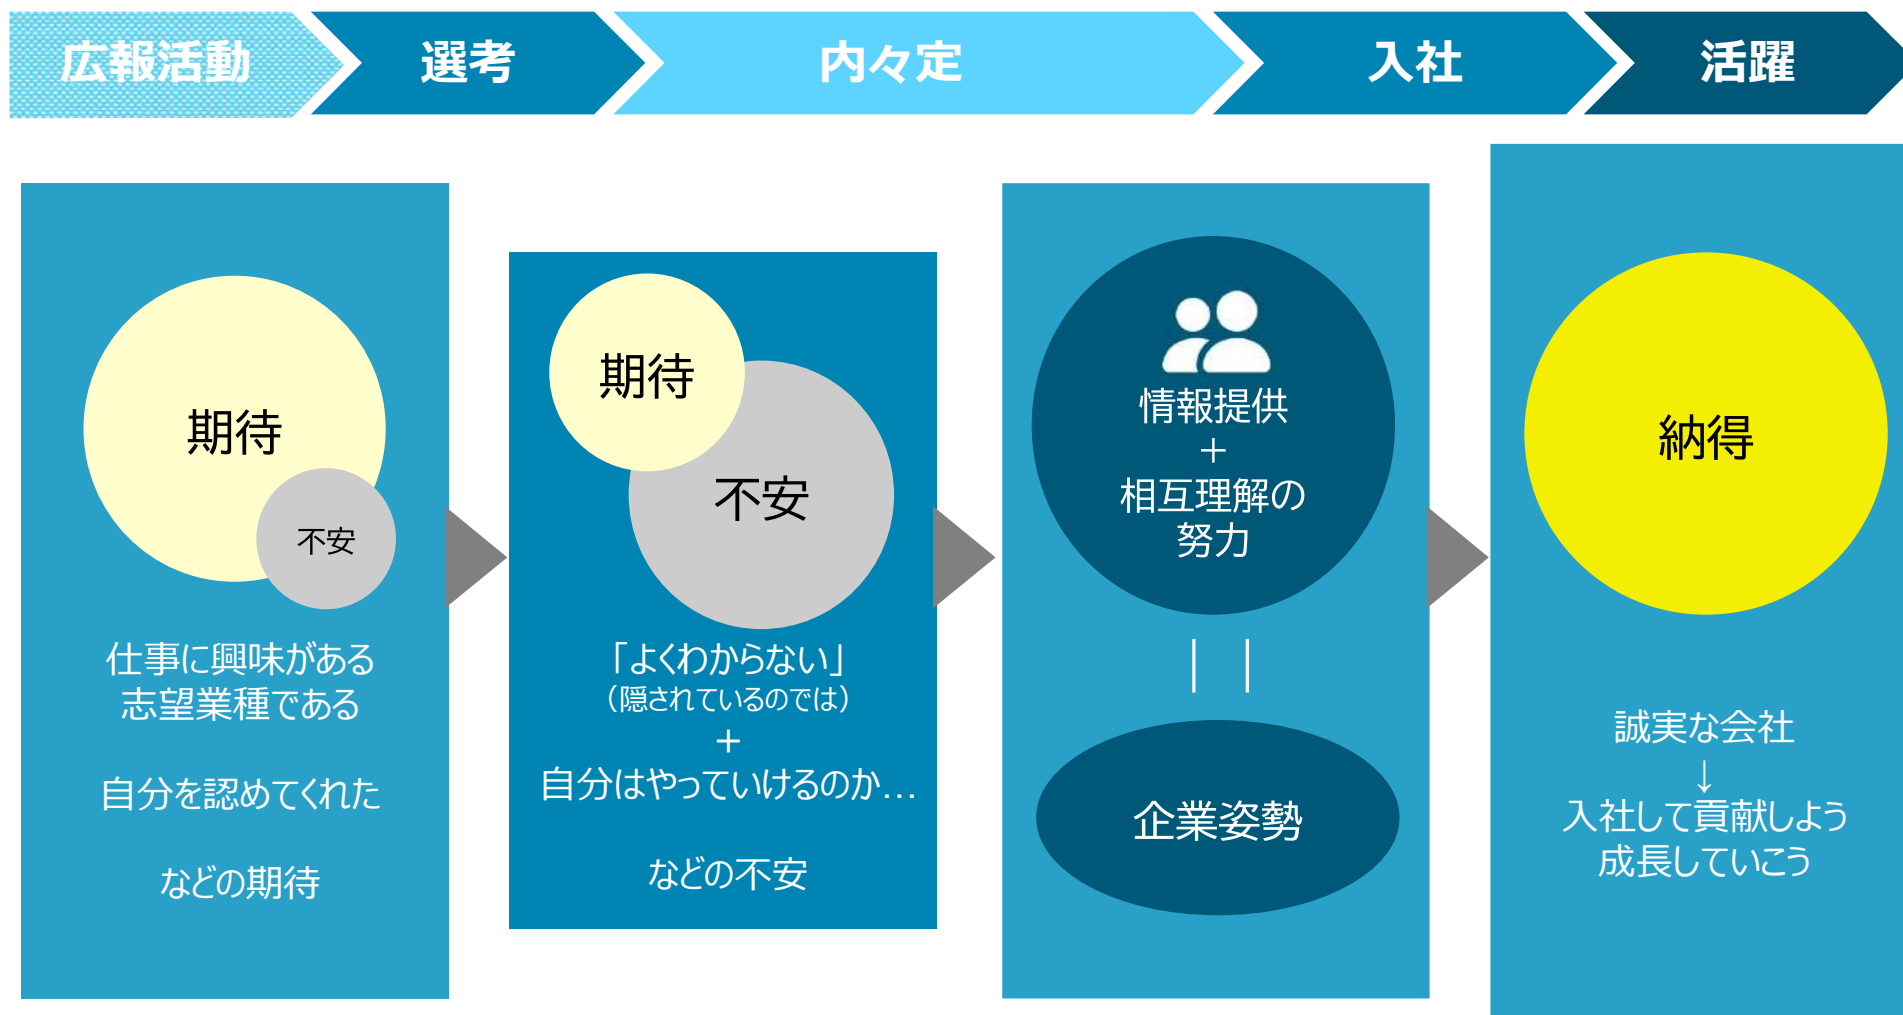 広報活動
選考
内々定
入社
活躍
期待
不安
仕事に興味がある
志望業種である
自分を認めてくれた
などの期待
期待
不安
「よくわからない」
（隠されているのでは）
＋
自分はやっていけるのか…
などの不安
情報提供
＋
相互理解の
努力
｜｜
企業姿勢
納得
誠実な会社
↓
入社して貢献しよう
成長していこう